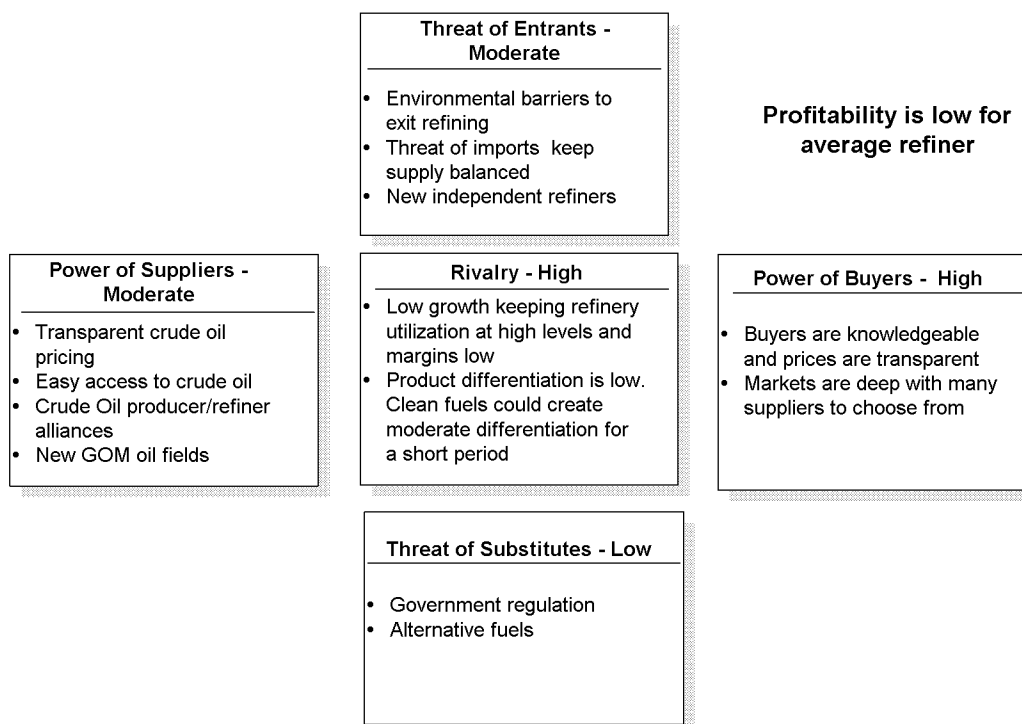 Threat of Entrants -
Moderate
• Environmental barriers to
exit refining
• Threat of imports keep
supply balanced
• New independent refiners
Profitability is low for
average refiner
Power of Suppliers -
Moderate
• Transparent crude oil
pricing
• Easy access to crude oil
• Crude Oil producer/refiner
alliances
• New GOM oil fields
Rivalry - High
• Low growth keeping refinery
utilization at high levels and
margins low
• Product differentiation is low.
Clean fuels could create
moderate differentiation for
a short period
Power of Buyers - High
• Buyers are knowledgeable
and prices are transparent
• Markets are deep with many
suppliers to choose from
Threat of Substitutes - Low
• Government regulation
• Alternative fuels